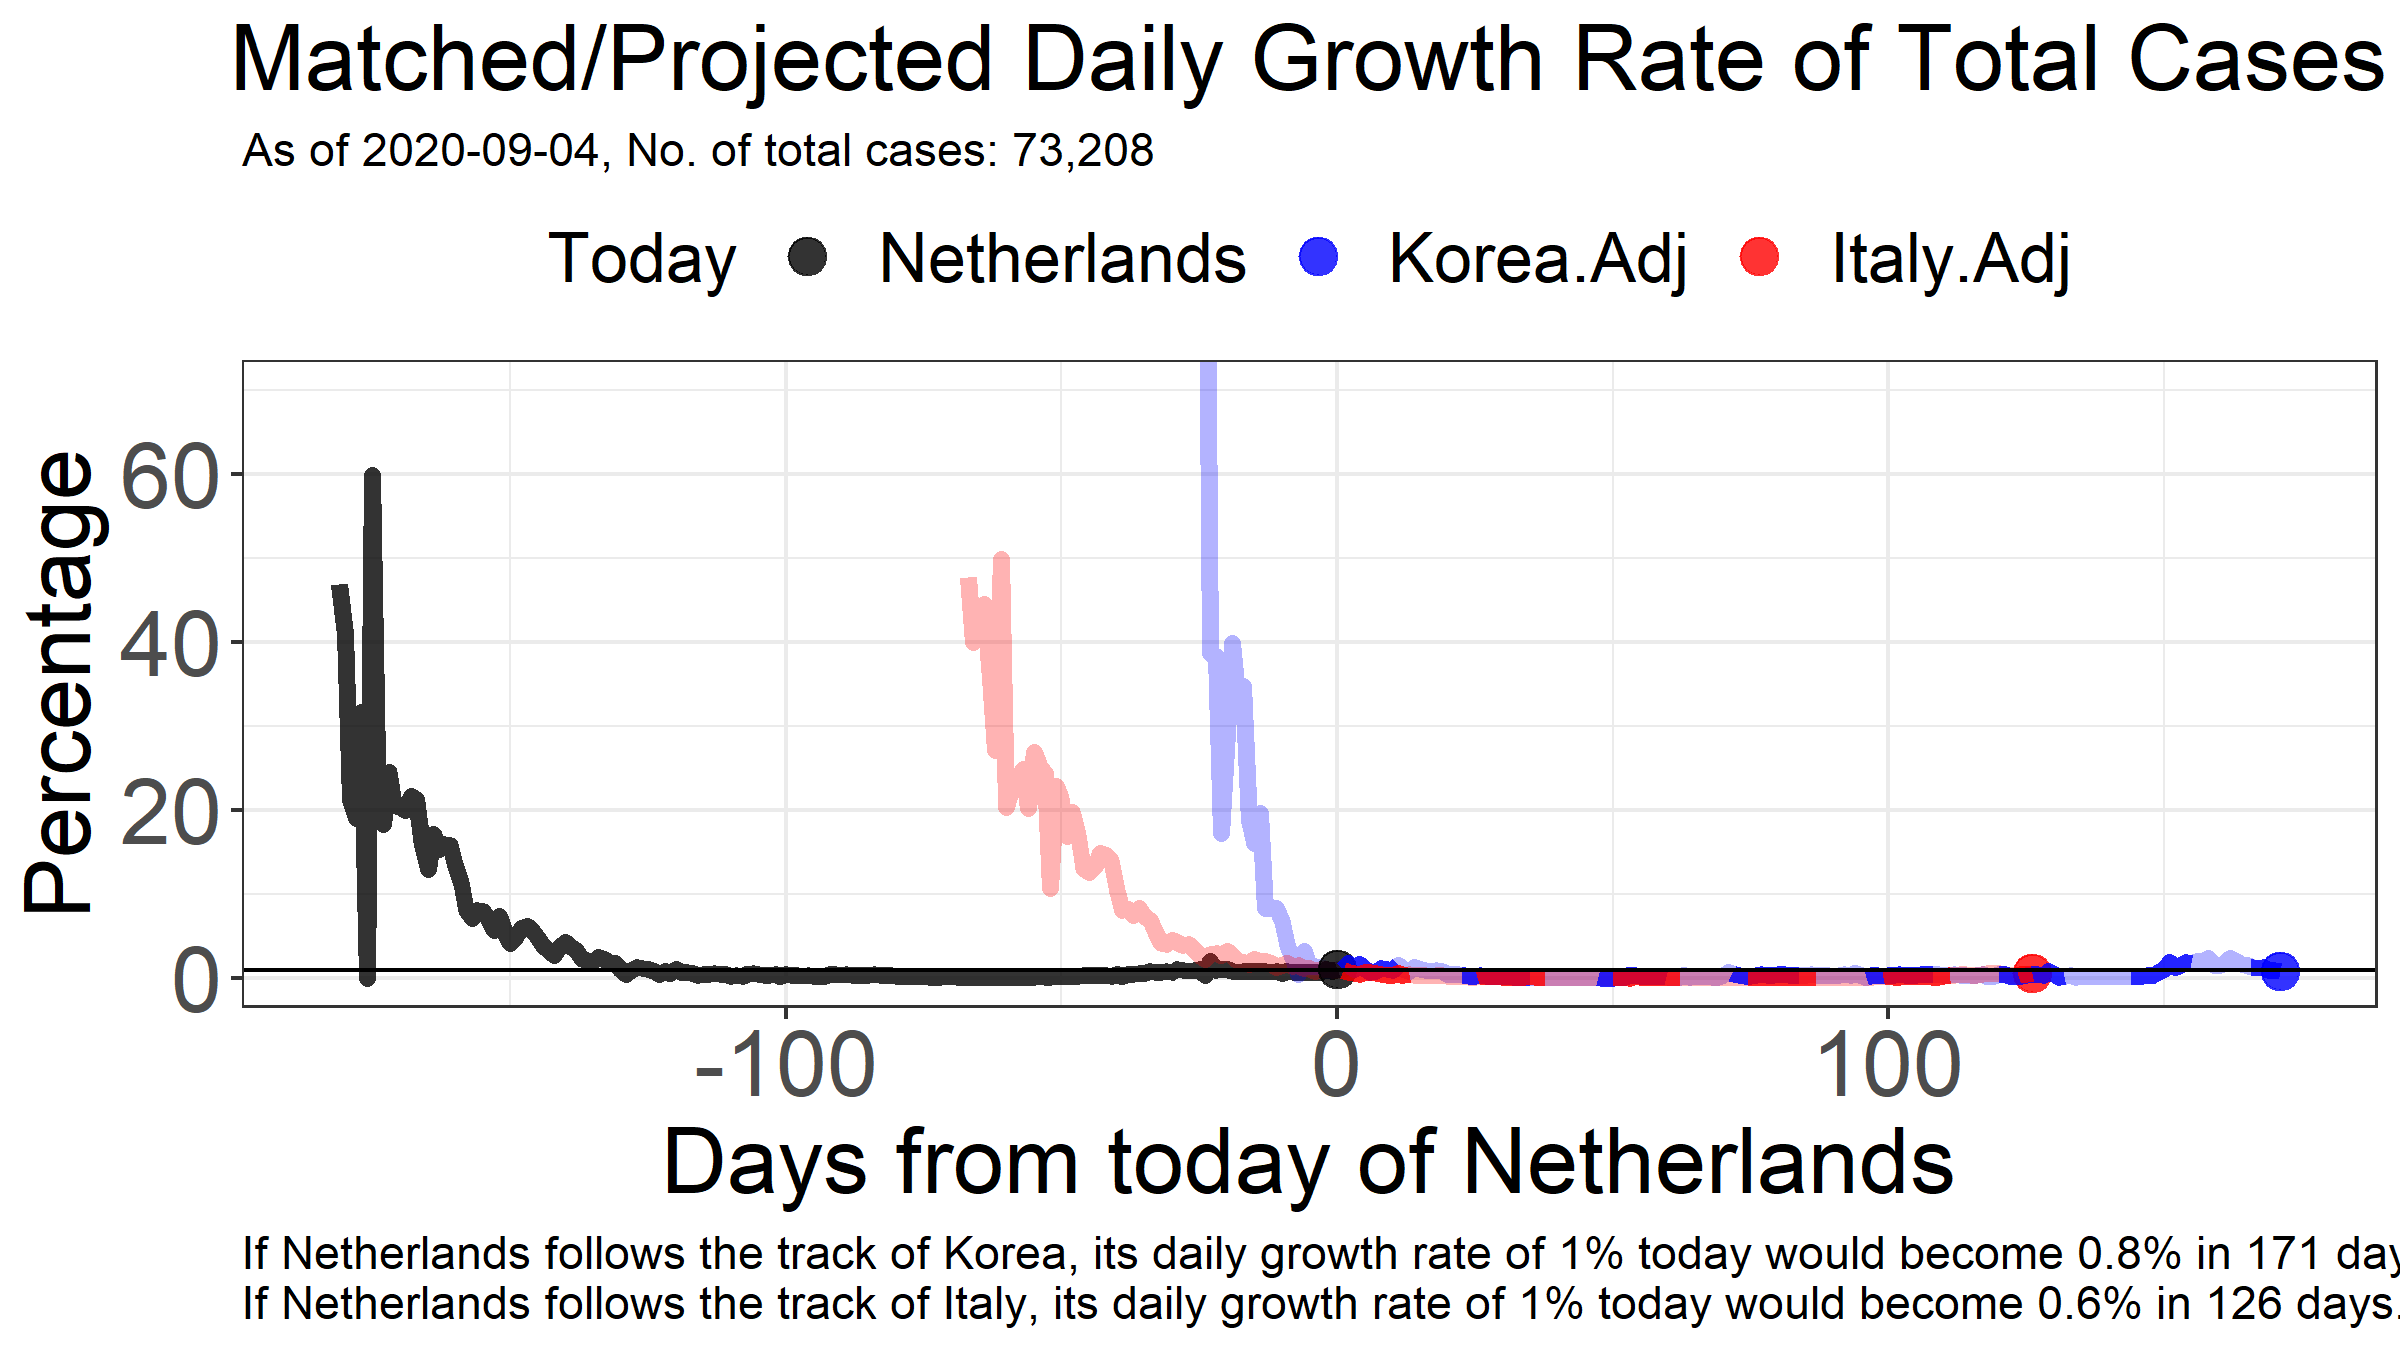 Matched/Projected Daily Growth Rate of Total Cases
As of 2020-09-04, No. of total cases: 73,208
Today Netherlands Korea.Adj Italy.Adj
Percentage
60
40
20
0
-100 0 100
Days from today of Netherlands
If Netherlands follows the track of Korea, its daily growth rate of 1% today would become 0.8% in 171 day
If Netherlands follows the track of Italy, its daily growth rate of 1% today would become 0.6% in 126 days.